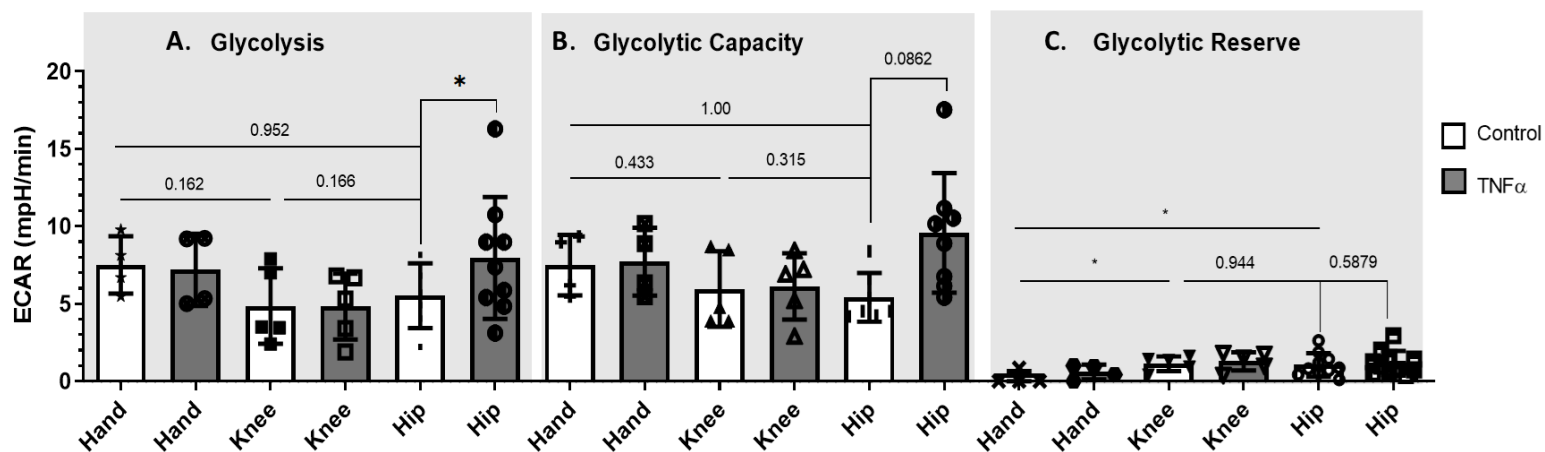 A. Glycolysis
B. Glycolytic Capacity
C. Glycolytic Reserve
ECAR (mpH/min)
20
15
10
5
0
*
0.952
0.162
0.166
0.0862
1.00
0.433
0.315
*
*
0.944
0.5879
Control
TNFα
Hand
Hand
Knee
Knee
Hip
Hip
Hand
Hand
Knee
Knee
Hip
Hip
Hand
Hand
Knee
Knee
Hip
Hip